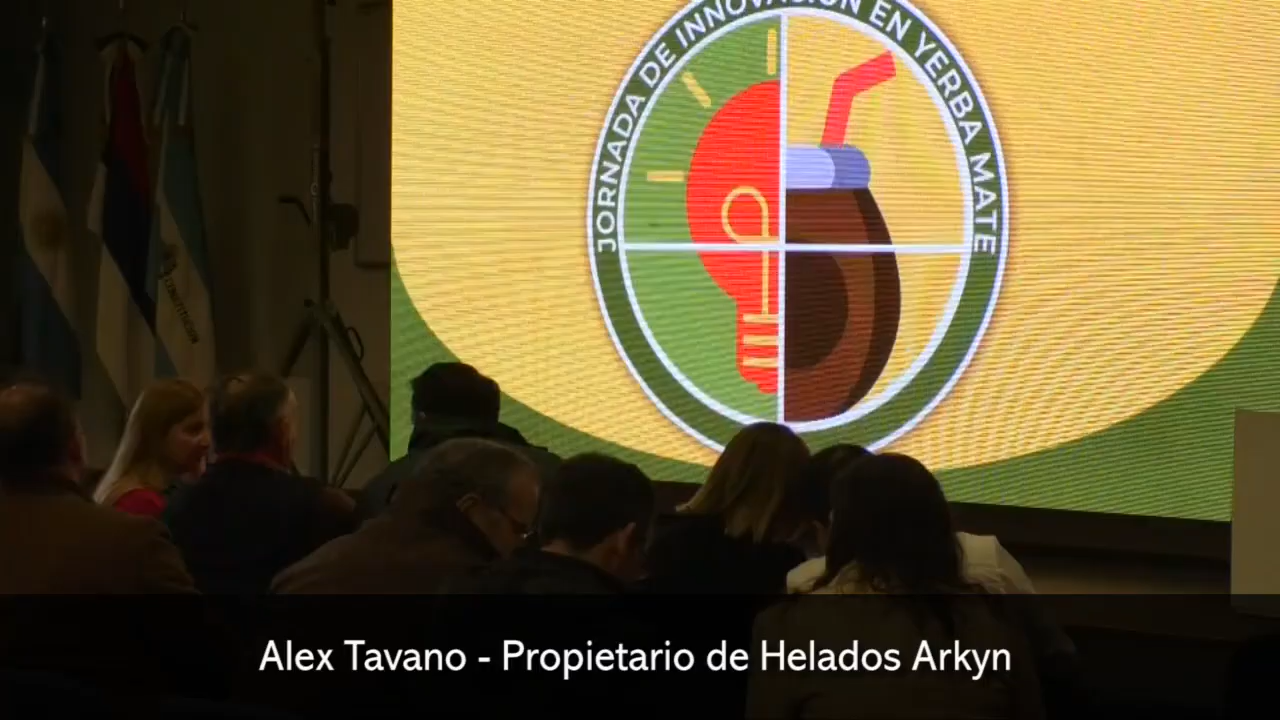 JORNADA DE INNOVACIÓN EN YERBA MATE
Alex Tavano - Propietario de Helados Arkyn